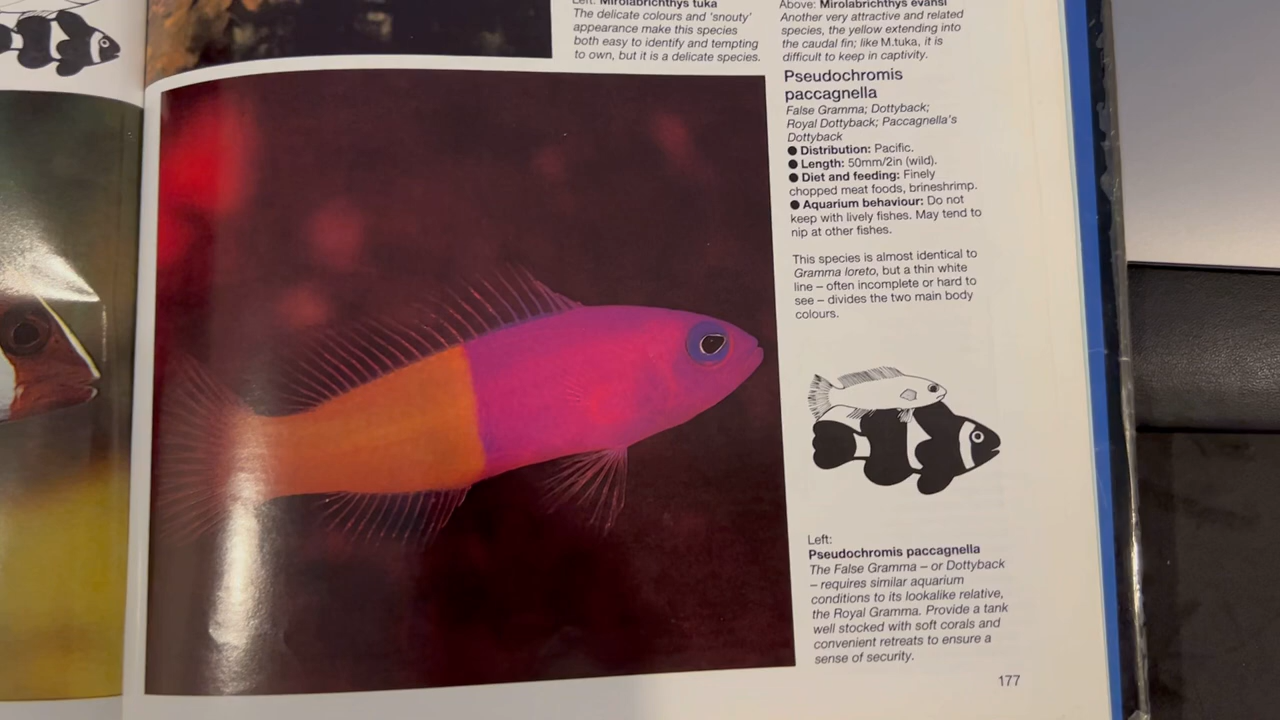 Left: Mirolabrichthys tuka
The delicate colours and 'snouty'
appearance make this species
both easy to identify and tempting
to own, but it is a delicate species.
Above: Mirolabrichthys evansi
Another very attractive and related
species, the yellow extending into
the caudal fin; like M.tuka, it is
difficult to keep in captivity.
Pseudochromis
paccagnella
False Gramma; Dottyback;
Royal Dottyback; Paccagnella's
Dottyback
● Distribution: Pacific.
● Length: 50mm/2in (wild).
● Diet and feeding: Finely
chopped meat foods, brineshrimp.
● Aquarium behaviour: Do not
keep with lively fishes. May tend to
nip at other fishes.
This species is almost identical to
Gramma loreto, but a thin white
line – often incomplete or hard to
see – divides the two main body
colours.
Left:
Pseudochromis paccagnella
The False Gramma – or Dottyback
– requires similar aquarium
conditions to its lookalike relative,
the Royal Gramma. Provide a tank
well stocked with soft corals and
convenient retreats to ensure a
sense of security.
177